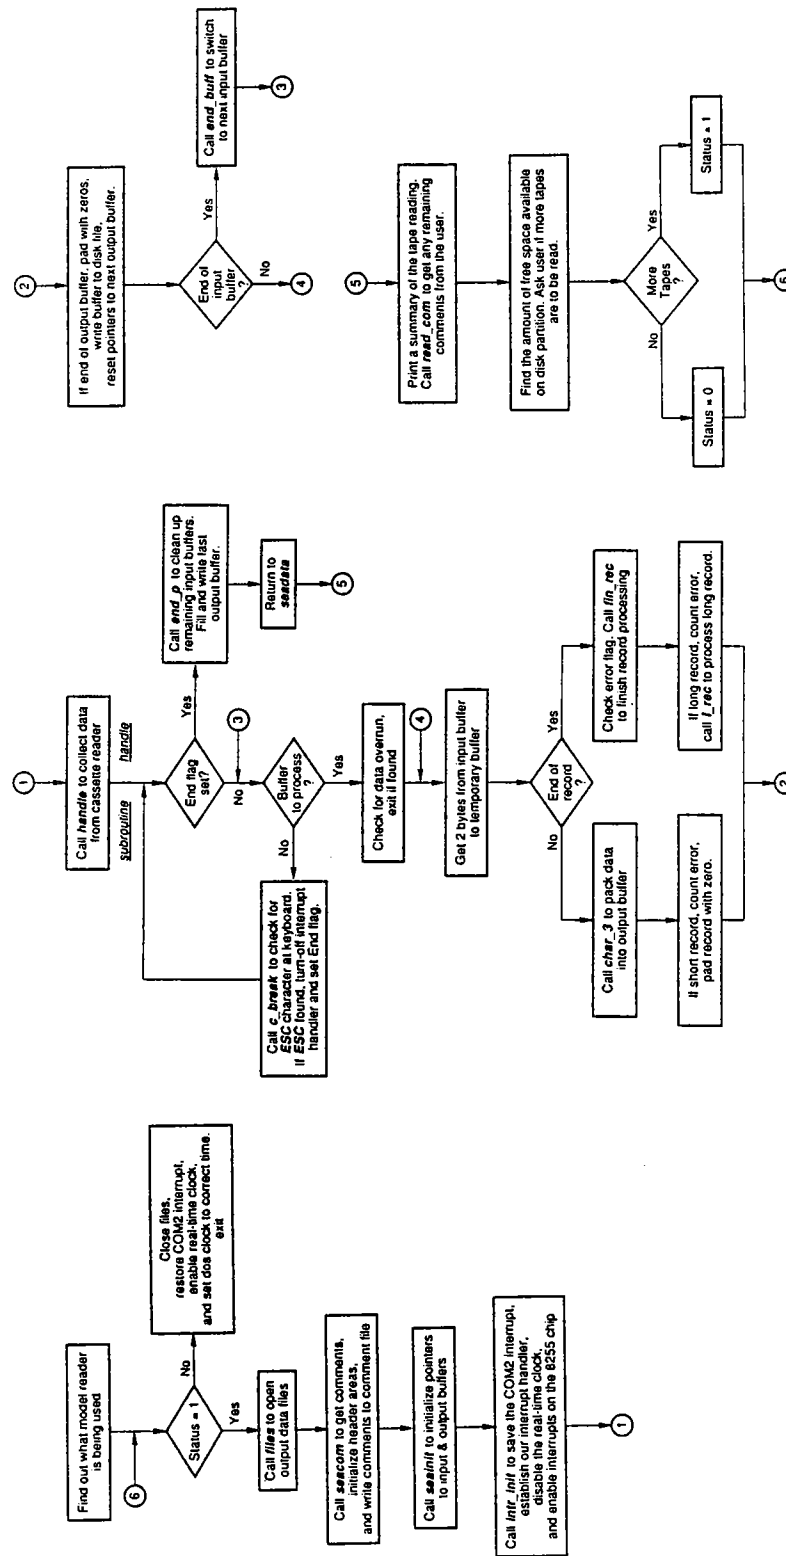 Find out what model reader
is being used
6
Status = 1
No
Close files,
restore COM2 interrupt,
enable real-time clock,
and set dos clock to correct time.
exit
Yes
Call files to open
output data files
Call seacom to get comments,
initialize header areas,
and write comments to comment file
Call seainit to initialize pointers
to input & output buffers
Call intr_init to save the COM2 interrupt,
establish our interrupt handler,
disable the real-time clock,
and enable interrupts on the 8255 chip
1
1
Call handle to collect data
from cassette reader
subroutine
handle
End flag
set?
Yes
Call end_p to clean up
remaining input buffers.
Fill and write last
output buffer.
Return to
seadata
5
No
3
Buffer
to process
?
No
Call c_break to check for
ESC character at keyboard.
If ESC found, turn-off interrupt
handler and set End flag.
Yes
Check for data overrun,
exit if found
4
Get 2 bytes from input buffer
to temporary buffer
End of
record
?
No
Yes
Call char_3 to pack data
into output buffer
If short record, count error,
pad record with zero.
Check error flag. Call fin_rec
to finish record processing
If long record, count error,
call l_rec to process long record.
2
2
If end of output buffer, pad with zeros,
write buffer to disk file,
reset pointers to next output buffer.
End of
input
buffer
?
Yes
Call end_buff to switch
to next input buffer
3
No
4
5
Print a summary of the tape reading.
Call read_com to get any remaining
comments from the user.
Find the amount of free space available
on disk partition. Ask user if more tapes
are to be read.
More
Tapes
?
No
Yes
Status = 0
Status = 1
6